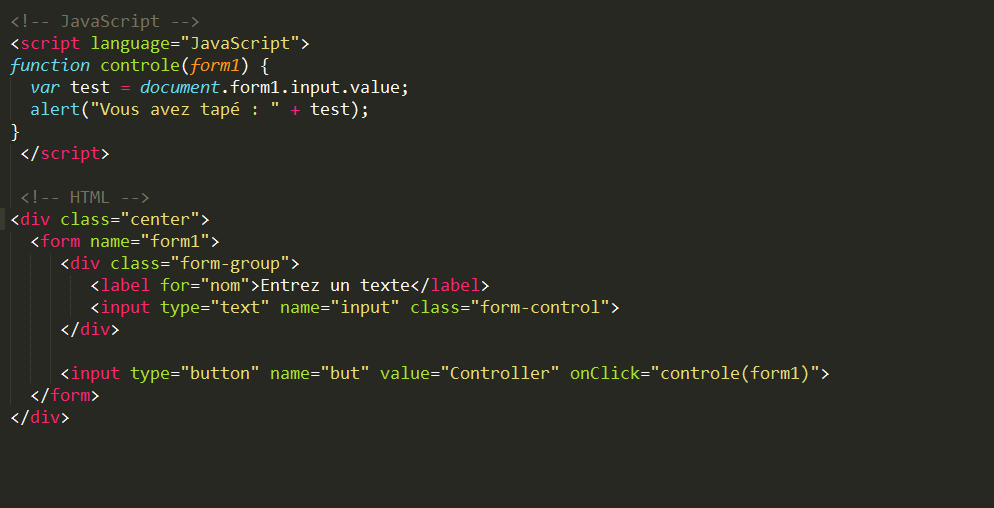 <!-- JavaScript -->
<script language="JavaScript">
function controle(form1) {
  var test = document.form1.input.value;
  alert("Vous avez tapé : " + test);
}
 </script>

 <!-- HTML -->
<div class="center">
  <form name="form1">
     <div class="form-group">
        <label for="nom">Entrez un texte</label>
        <input type="text" name="input" class="form-control">
     </div>

     <input type="button" name="but" value="Controller" onClick="controle(form1)">
  </form>
</div>